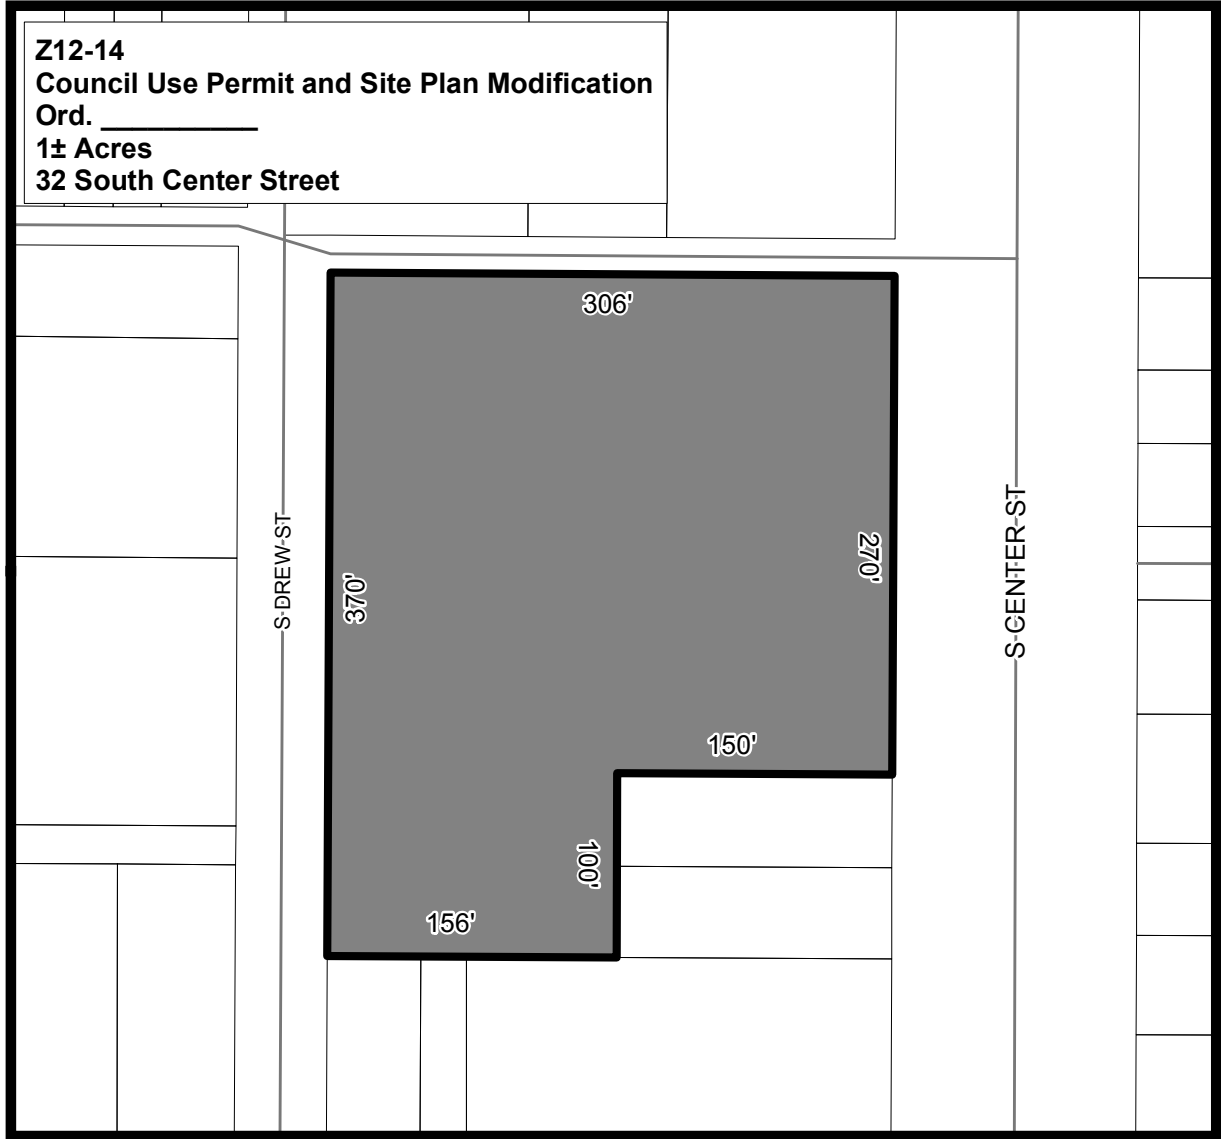 Z12-14
Council Use Permit and Site Plan Modification
Ord. __________
1± Acres
32 South Center Street
306'
S DREW ST
370'
270'
S CENTER ST
150'
100'
156'